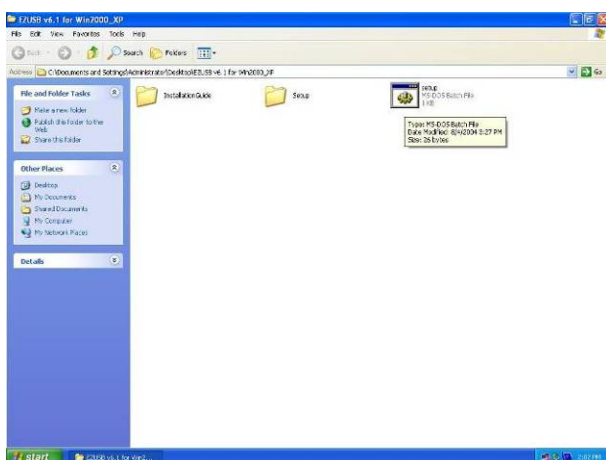 EZUSB v6.1 for Win2000_XP
File Edit View Favorites Tools Help
Back Search Folders
Address C:\Documents and Settings\Administrator\Desktop\EZUSB v6.1 for Win2000_XP Go
File and Folder Tasks
Make a new folder
Publish this folder to the
Web
Share this folder
Other Places
Desktop
My Documents
Shared Documents
My Computer
My Network Places
Details
InstallationGuide
Setup
setup
MS-DOS Batch File
1 KB
Type: MS-DOS Batch File
Date Modified: 8/4/2004 8:27 PM
Size: 26 bytes
start
EZUSB v6.1 for Win2...
2:02 PM